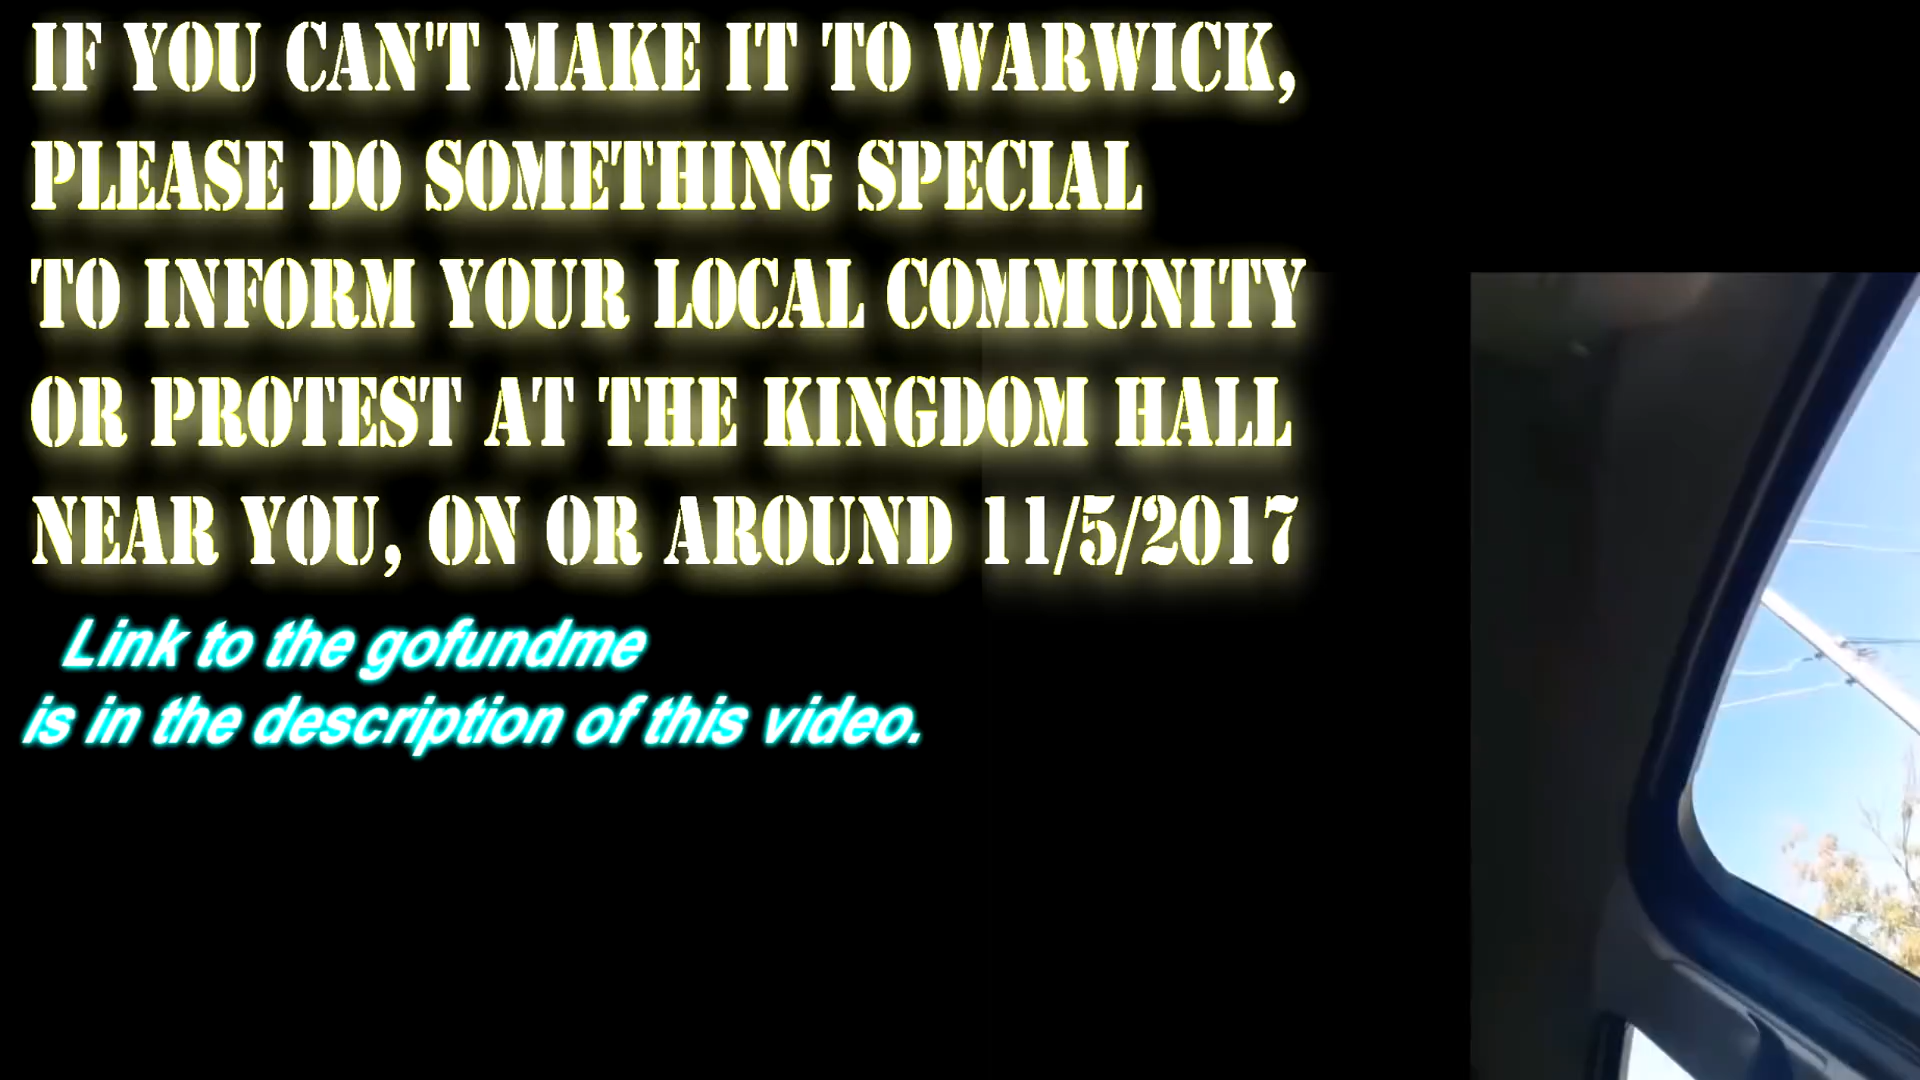 IF YOU CAN'T MAKE IT TO WARWICK,
PLEASE DO SOMETHING SPECIAL
TO INFORM YOUR LOCAL COMMUNITY
OR PROTEST AT THE KINGDOM HALL
NEAR YOU, ON OR AROUND 11/5/2017
Link to the gofundme
is in the description of this video.